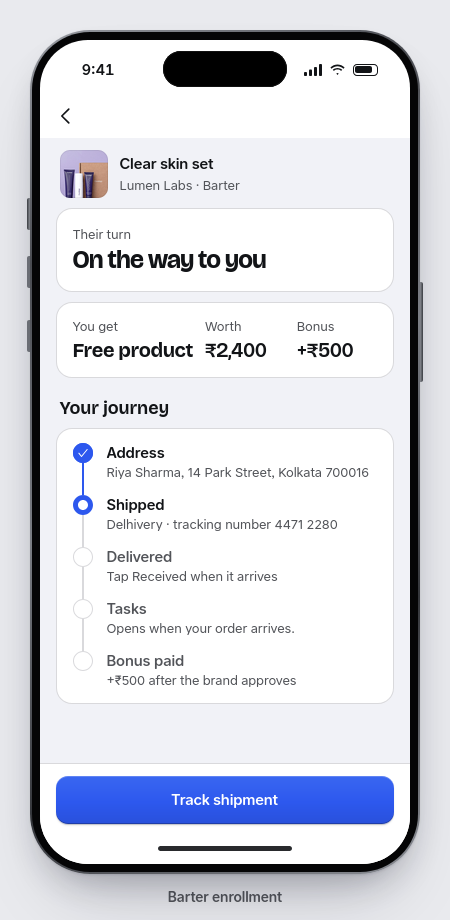 9:41
Clear skin set
Lumen Labs · Barter
Their turn
On the way to you
You get Worth Bonus
Free product ₹2,400 +₹500
Your journey
Address
Riya Sharma, 14 Park Street, Kolkata 700016
Shipped
Delhivery · tracking number 4471 2280
Delivered
Tap Received when it arrives
Tasks
Opens when your order arrives.
Bonus paid
+₹500 after the brand approves
Track shipment
Barter enrollment